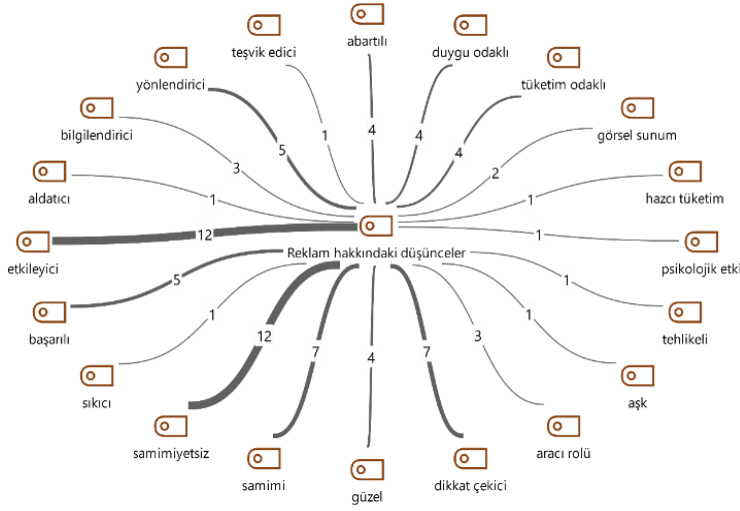 abartılı
teşvik edici
duygu odaklı
yönlendirici
tüketim odaklı
bilgilendirici
görsel sunum
aldatıcı
hazcı tüketim
etkileyici
psikolojik etki
başarılı
tehlikeli
sıkıcı
aşk
samimiyetsiz
aracı rolü
samimi
güzel
dikkat çekici
Reklam hakkındaki düşünceler
1
4
4
5
4
3
2
1
1
12
1
5
1
1
1
12
3
7
4
7